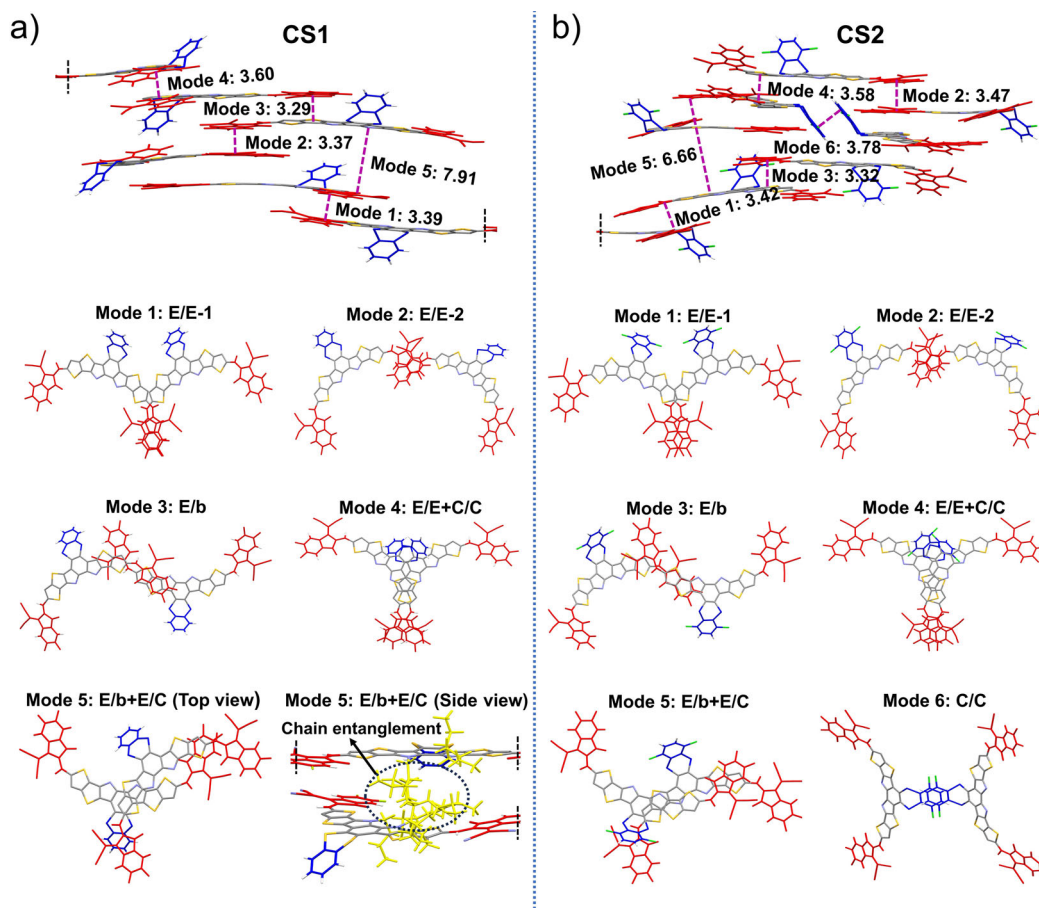 a)
CS1
Mode 4: 3.60
Mode 3: 3.29
Mode 2: 3.37
Mode 5: 7.91
Mode 1: 3.39
Mode 1: E/E-1
Mode 2: E/E-2
Mode 3: E/b
Mode 4: E/E+C/C
Mode 5: E/b+E/C (Top view)
Mode 5: E/b+E/C (Side view)
Chain entanglement
b)
CS2
Mode 4: 3.58
Mode 2: 3.47
Mode 5: 6.66
Mode 6: 3.78
Mode 3: 3.32
Mode 1: 3.42
Mode 1: E/E-1
Mode 2: E/E-2
Mode 3: E/b
Mode 4: E/E+C/C
Mode 5: E/b+E/C
Mode 6: C/C